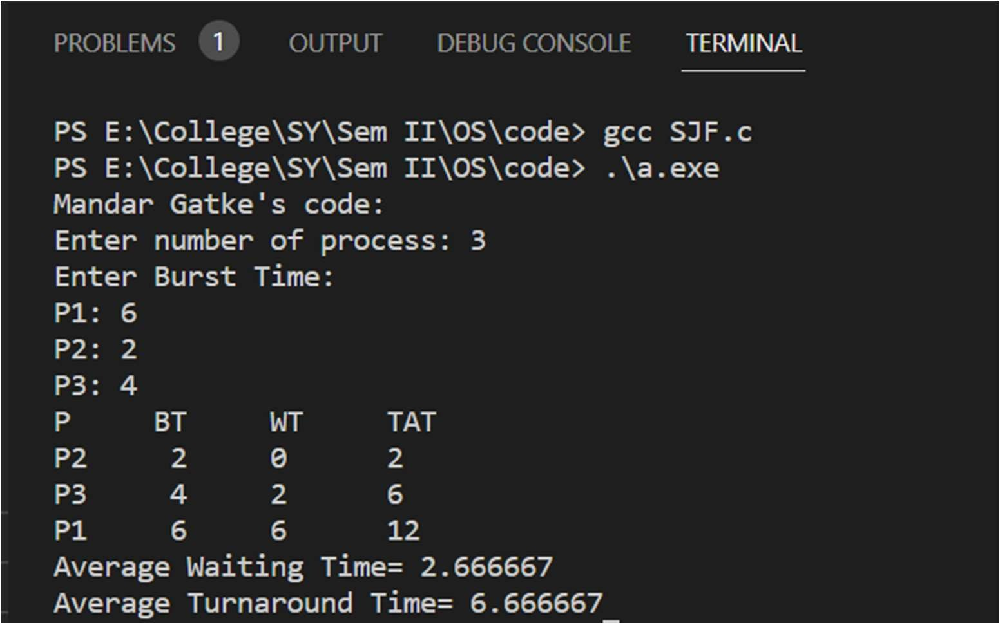 PROBLEMS 1 OUTPUT DEBUG CONSOLE TERMINAL
PS E:\College\SY\Sem II\OS\code> gcc SJF.c
PS E:\College\SY\Sem II\OS\code> .\a.exe
Mandar Gatke's code:
Enter number of process: 3
Enter Burst Time:
P1: 6
P2: 2
P3: 4
P BT WT TAT
P2 2 0 2
P3 4 2 6
P1 6 6 12
Average Waiting Time= 2.666667
Average Turnaround Time= 6.666667